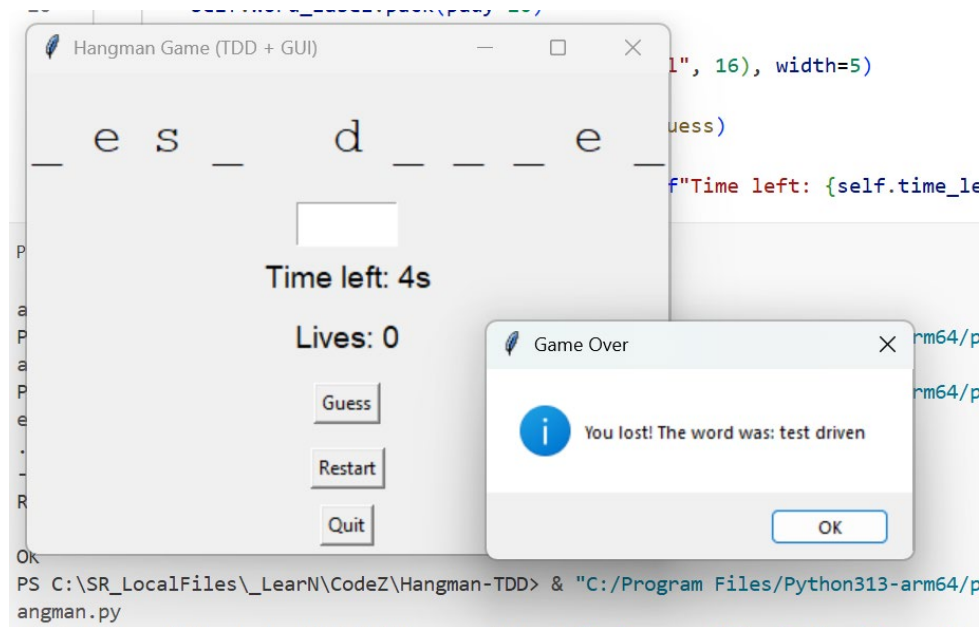 Hangman Game (TDD + GUI)
l", 16), width=5)
_ e s _   d _ _ _ e _
uess)
f"Time left: {self.time_le
Time left: 4s
Lives: 0
Game Over
You lost! The word was: test driven
OK
Guess
Restart
Quit
rm64/p
rm64/p
OK
PS C:\SR_LocalFiles\_LearN\CodeZ\Hangman-TDD> & "C:/Program Files/Python313-arm64/p
angman.py